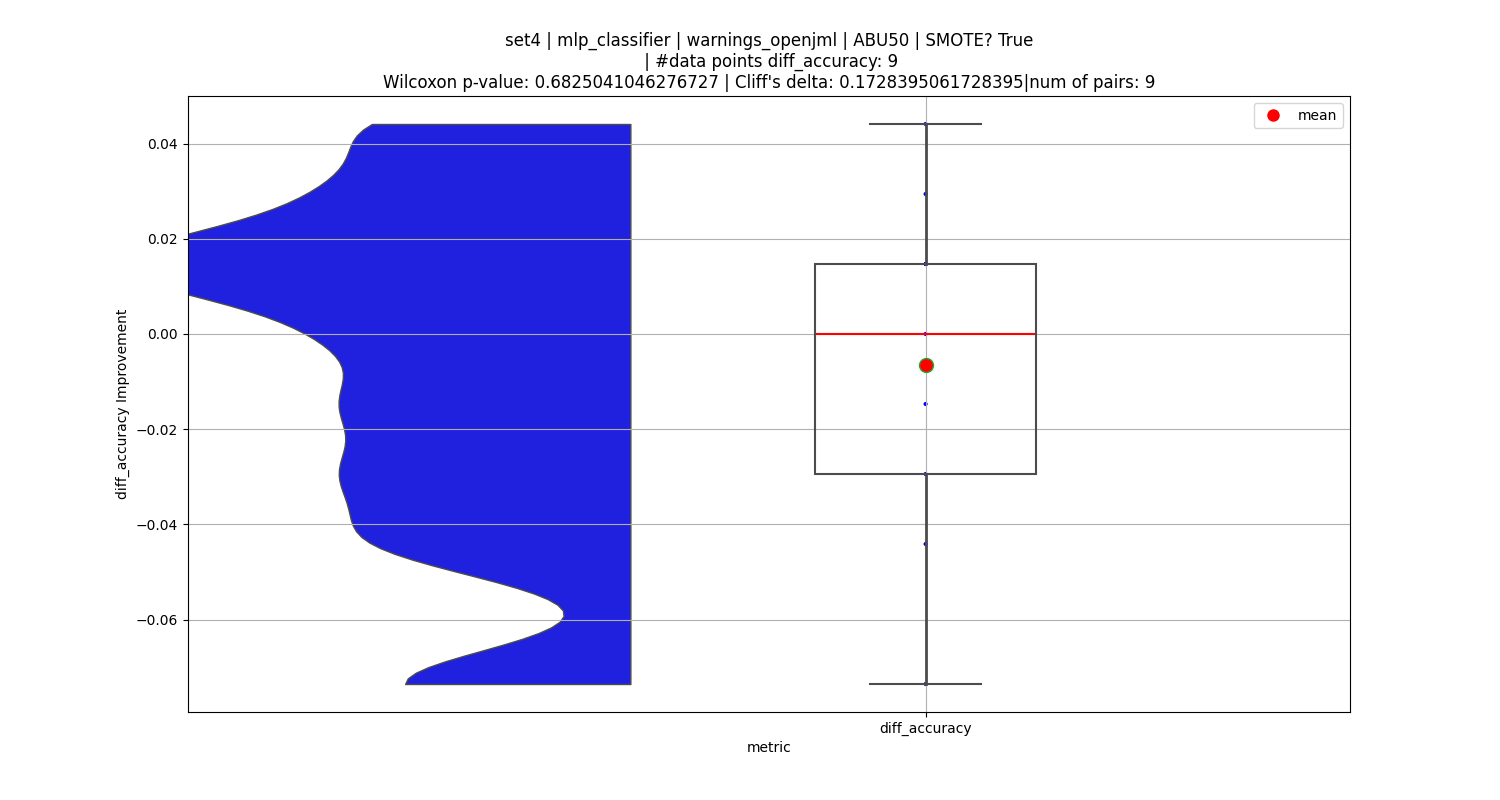 set4 | mlp_classifier | warnings_openjml | ABU50 | SMOTE? True
| #data points diff_accuracy: 9
Wilcoxon p-value: 0.6825041046276727 | Cliff's delta: 0.1728395061728395|num of pairs: 9
mean
0.04
0.02
0.00
−0.02
−0.04
−0.06
diff_accuracy Improvement
diff_accuracy
metric